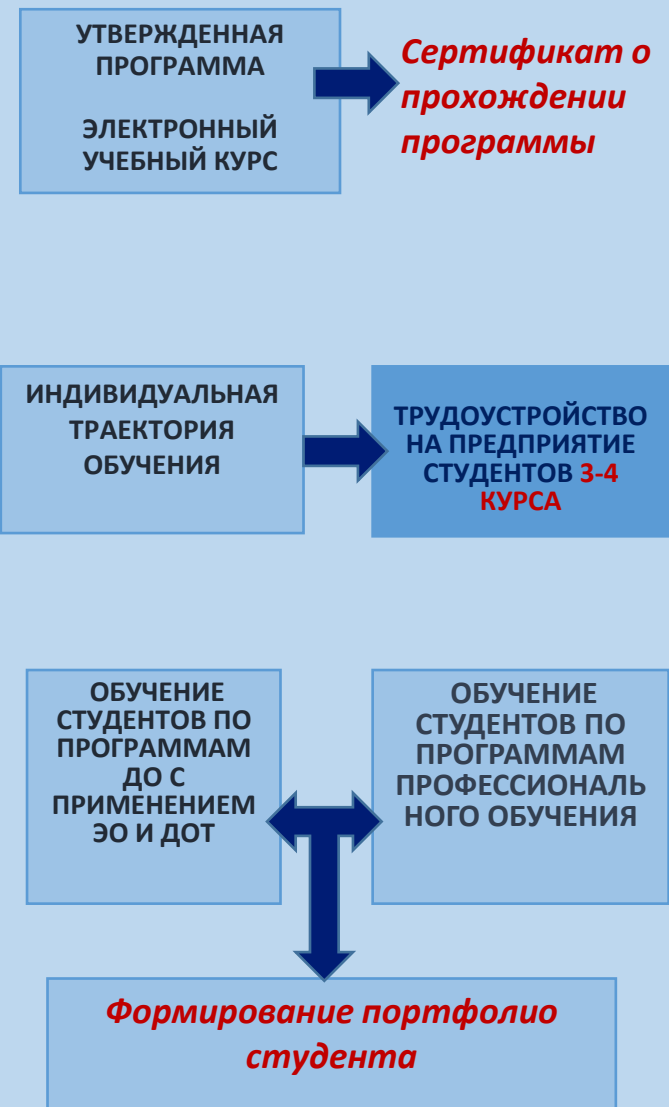 УТВЕРЖДЕННАЯ
ПРОГРАММА
ЭЛЕКТРОННЫЙ
УЧЕБНЫЙ КУРС
Сертификат о
прохождении
программы
ИНДИВИДУАЛЬНАЯ
ТРАЕКТОРИЯ
ОБУЧЕНИЯ
ТРУДОУСТРОЙСТВО
НА ПРЕДПРИЯТИЕ
СТУДЕНТОВ 3-4
КУРСА
ОБУЧЕНИЕ
СТУДЕНТОВ ПО
ПРОГРАММАМ
ДО С
ПРИМЕНЕНИЕМ
ЭО И ДОТ
ОБУЧЕНИЕ
СТУДЕНТОВ ПО
ПРОГРАММАМ
ПРОФЕССИОНАЛЬ
НОГО ОБУЧЕНИЯ
Формирование портфолио
студента